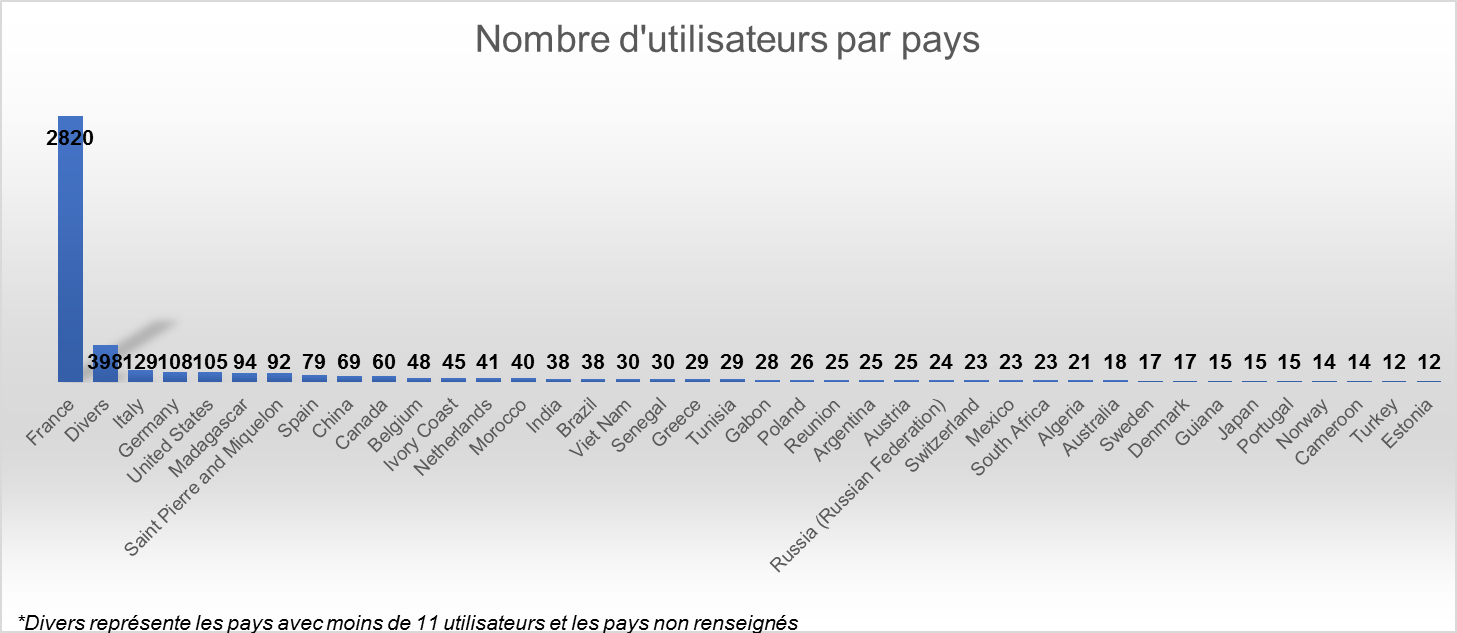 Nombre d'utilisateurs par pays
2820
398 129 108 105 94 92 79 69 60 48 45 41 40 38 38 30 30 29 29 28 26 25 25 25 24 23 23 23 21 18 17 17 15 15 15 14 14 12 12
France
Divers
Italy
Germany
United States
Madagascar
Saint Pierre and Miquelon
Spain
China
Canada
Belgium
Ivory Coast
Netherlands
Morocco
India
Brazil
Viet Nam
Senegal
Greece
Tunisia
Gabon
Poland
Reunion
Argentina
Austria
Russia (Russian Federation)
Switzerland
Mexico
South Africa
Algeria
Australia
Sweden
Denmark
Guiana
Japan
Portugal
Norway
Cameroon
Turkey
Estonia
*Divers représente les pays avec moins de 11 utilisateurs et les pays non renseignés